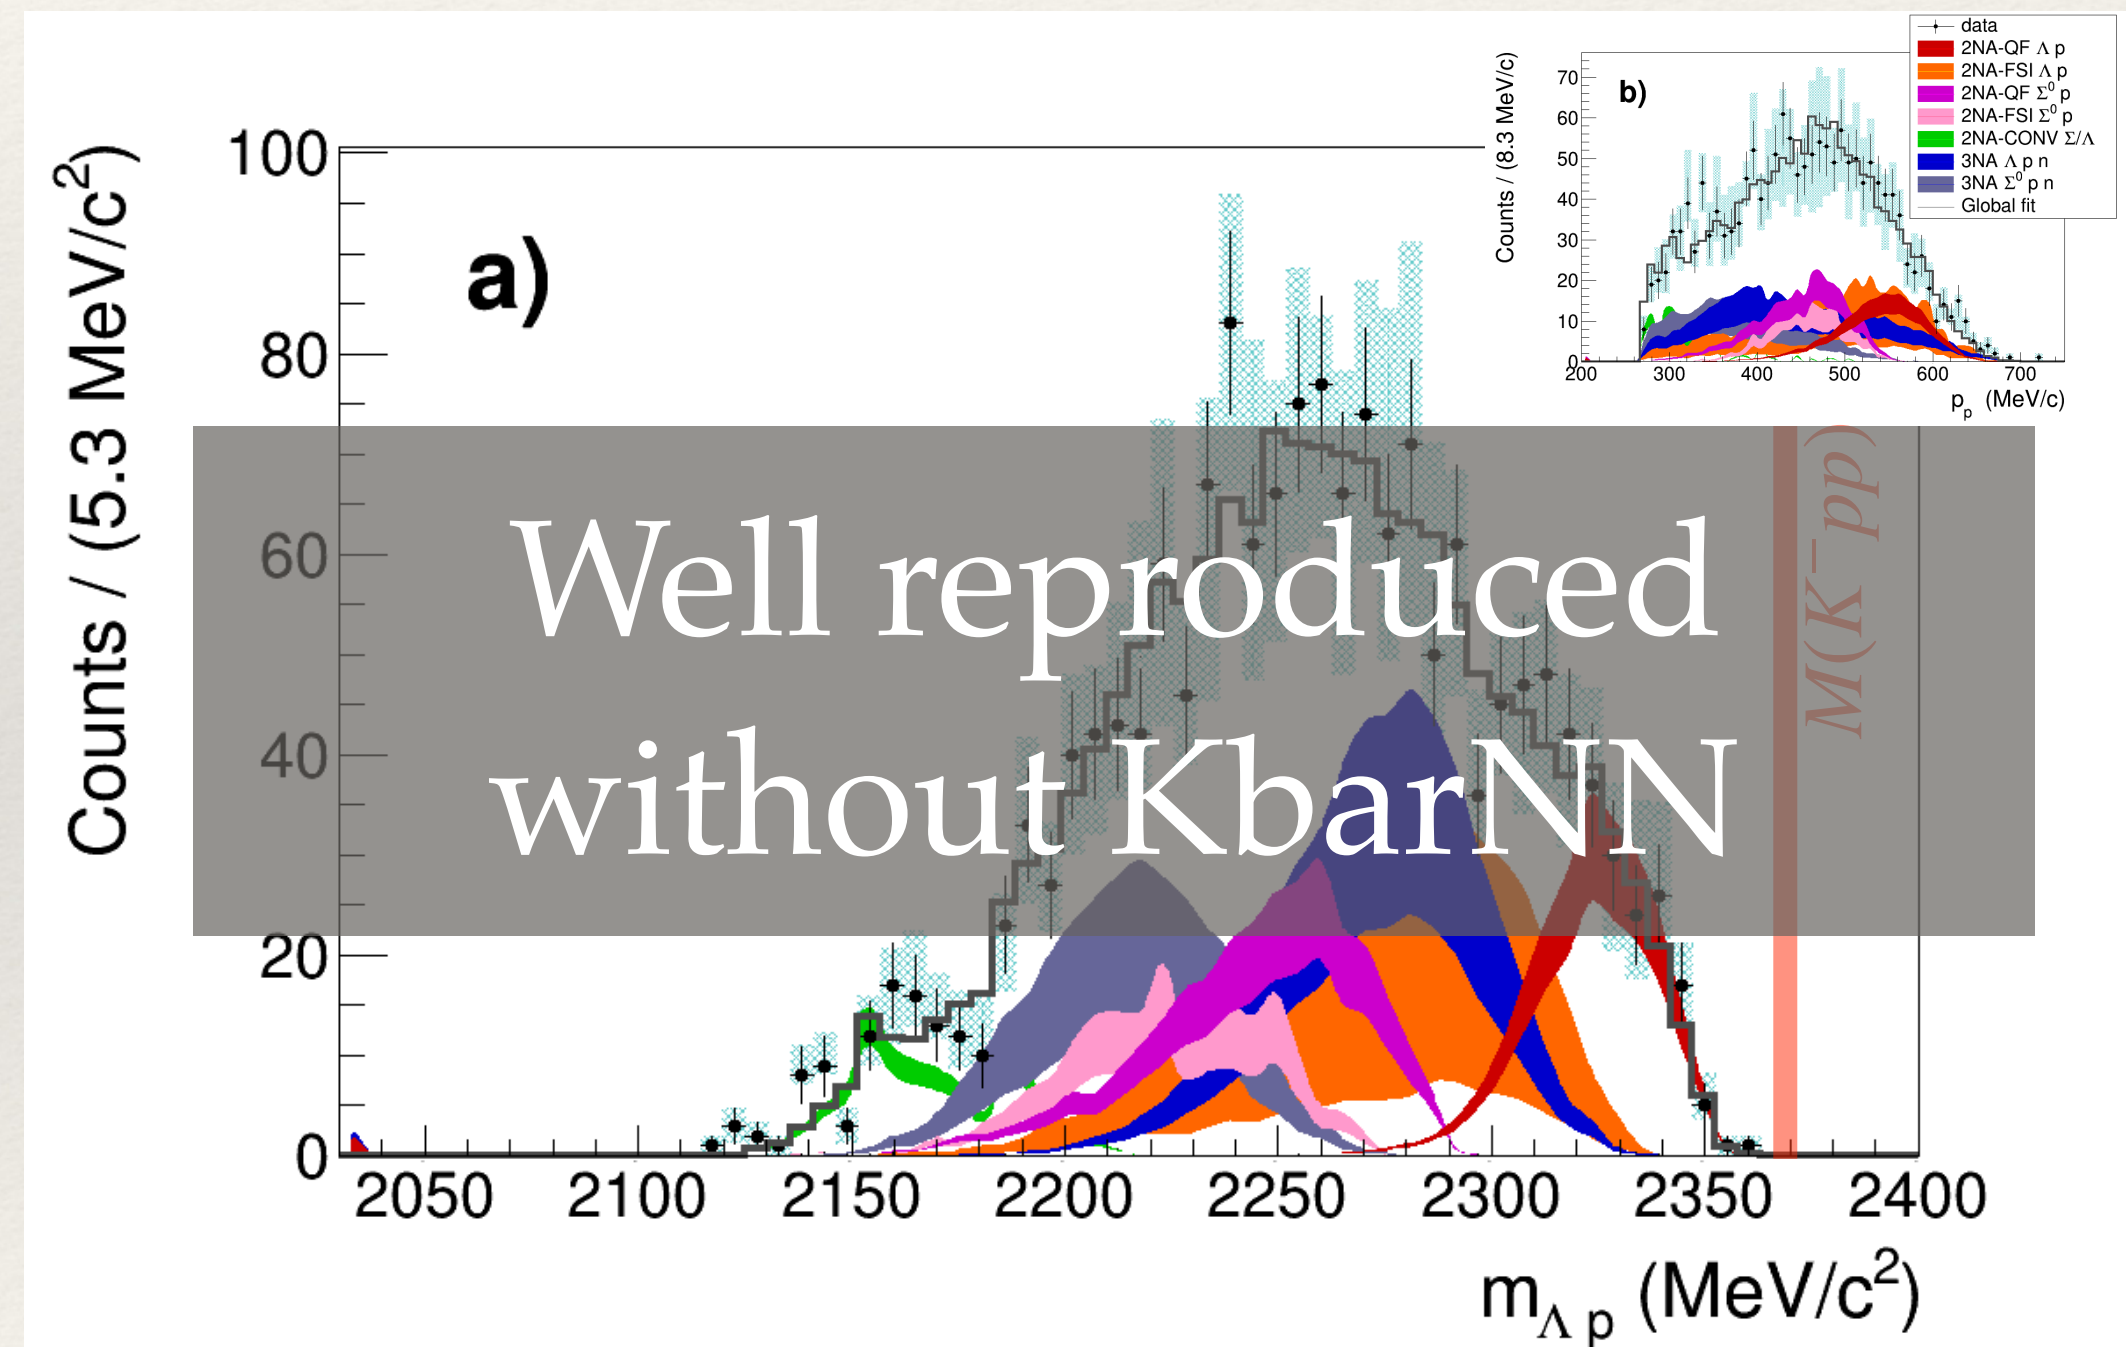 a)
Counts / (5.3 MeV/c²)
100
80
60
40
20
0
2050 2100 2150 2200 2250 2300 2350 2400
m_Λ p (MeV/c²)
M(K⁻pp)
Well reproduced
without KbarNN
b)
Counts / (8.3 MeV/c)
70
60
50
40
30
20
10
0
200 300 400 500 600 700
p_p (MeV/c)
data
2NA-QF Λ p
2NA-FSI Λ p
2NA-QF Σ⁰ p
2NA-FSI Σ⁰ p
2NA-CONV Σ/Λ
3NA Λ p n
3NA Σ⁰ p n
Global fit